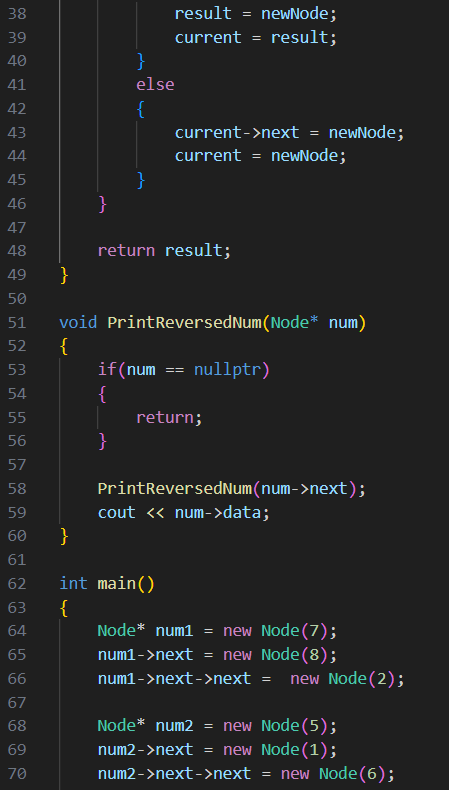 38 result = newNode;
39 current = result;
40 }
41 else
42 {
43 current->next = newNode;
44 current = newNode;
45 }
46 }
47
48 return result;
49 }
50
51 void PrintReversedNum(Node* num)
52 {
53 if(num == nullptr)
54 {
55 return;
56 }
57
58 PrintReversedNum(num->next);
59 cout << num->data;
60 }
61
62 int main()
63 {
64 Node* num1 = new Node(7);
65 num1->next = new Node(8);
66 num1->next->next =  new Node(2);
67
68 Node* num2 = new Node(5);
69 num2->next = new Node(1);
70 num2->next->next = new Node(6);